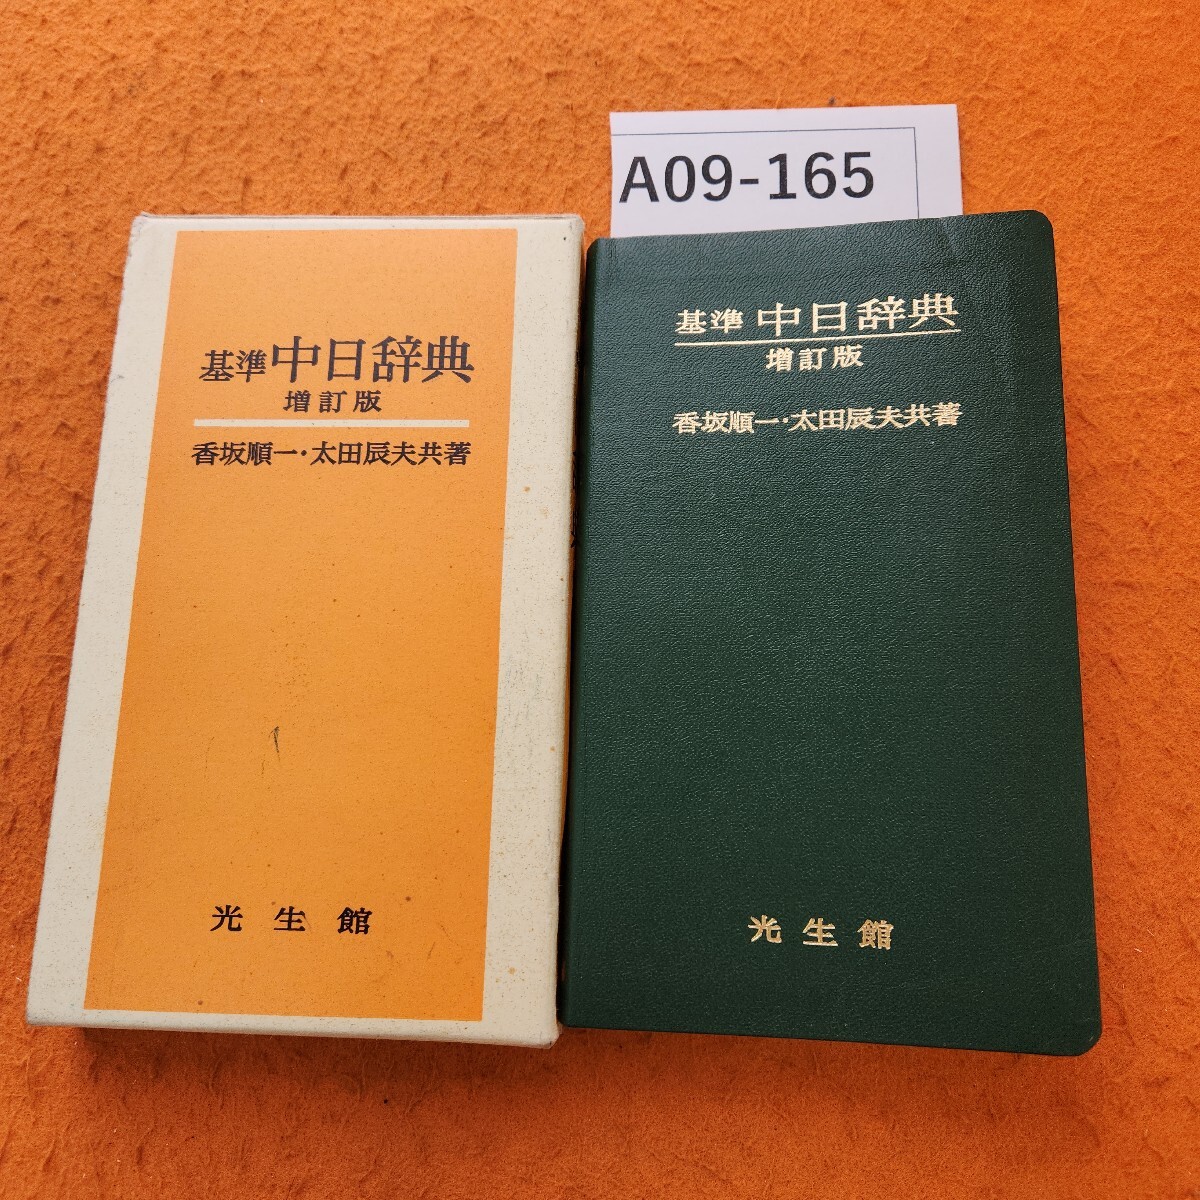 A09-165
基準 中日辞典
増訂版
香坂順一・太田辰夫共著
光生館
基準 中日辞典
増訂版
香坂順一・太田辰夫共著
光生館